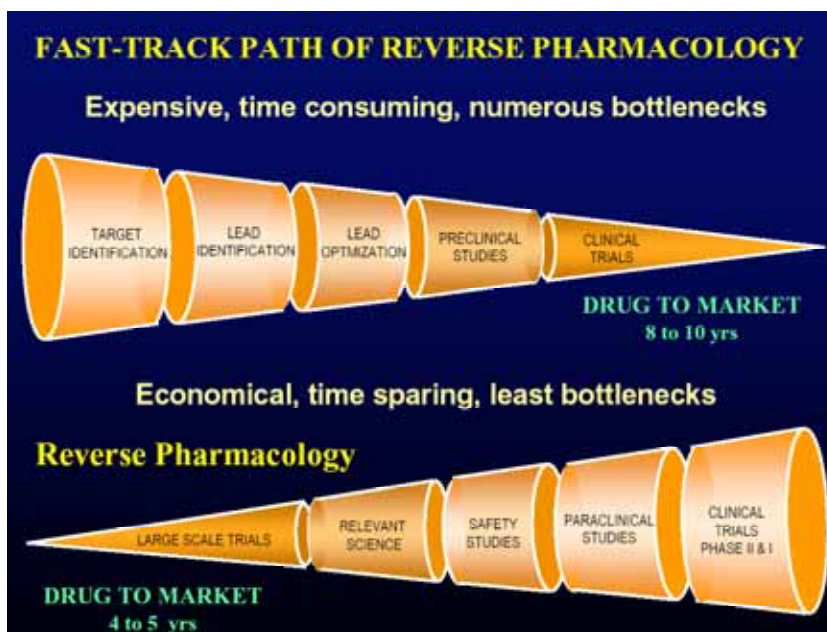 FAST-TRACK PATH OF REVERSE PHARMACOLOGY
Expensive, time consuming, numerous bottlenecks
TARGET
IDENTIFICATION
LEAD
IDENTIFICATION
LEAD
OPTMIZATION
PRECLINICAL
STUDIES
CLINICAL
TRIALS
DRUG TO MARKET
8 to 10 yrs
Economical, time sparing, least bottlenecks
Reverse Pharmacology
LARGE SCALE TRIALS
RELEVANT
SCIENCE
SAFETY
STUDIES
PARACLINICAL
STUDIES
CLINICAL
TRIALS
PHASE II & I
DRUG TO MARKET
4 to 5 yrs